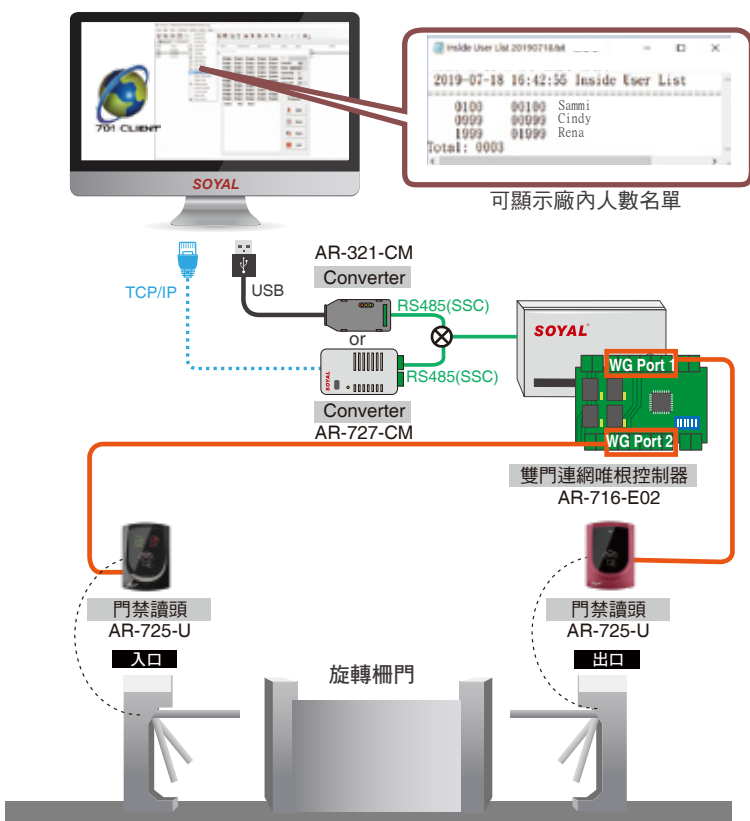 701 CLIENT
SOYAL
Inside User List 20190718.txt
2019-07-18 16:42:55 Inside User List
0100 00100 Sammi
0999 00999 Cindy
1999 01999 Rena
Total: 0003
可顯示廠內人數名單
TCP/IP
USB
AR-321-CM
Converter
RS485(SSC)
or
SOYAL
RS485(SSC)
Converter
AR-727-CM
SOYAL
WG Port 1
WG Port 2
雙門連網唯根控制器
AR-716-E02
門禁讀頭
AR-725-U
入口
門禁讀頭
AR-725-U
出口
旋轉柵門